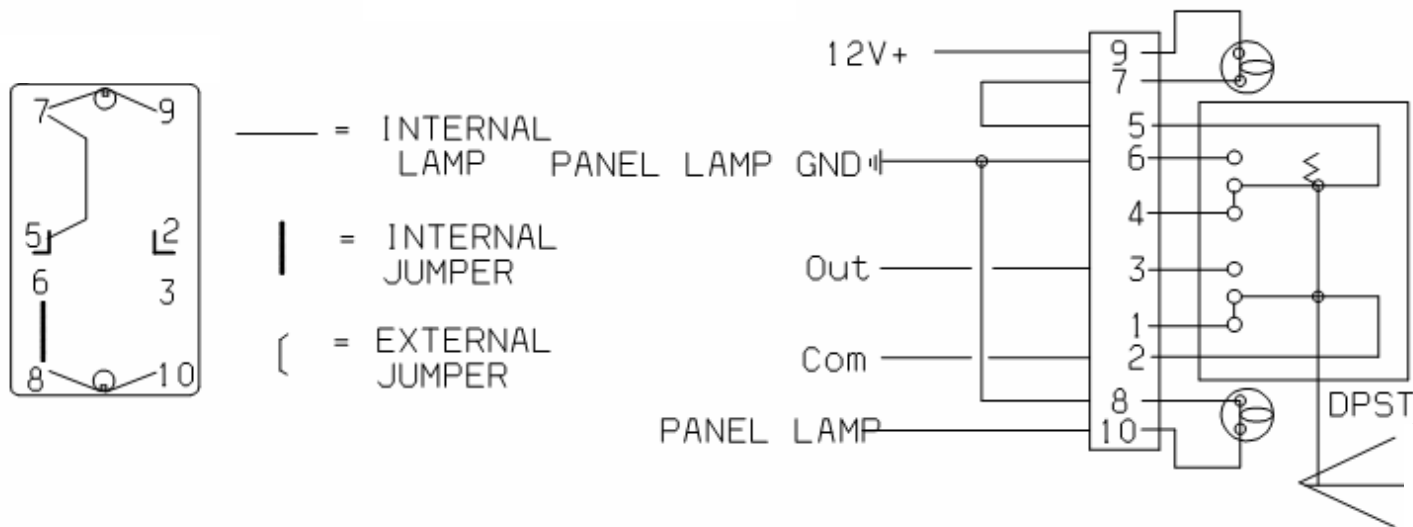 7 9
5 2
6 3
8 10
= INTERNAL
LAMP
= INTERNAL
JUMPER
= EXTERNAL
JUMPER
12V+
PANEL LAMP GND
Out
Com
PANEL LAMP
9
7
5
6
4
3
1
2
8
10
DPST